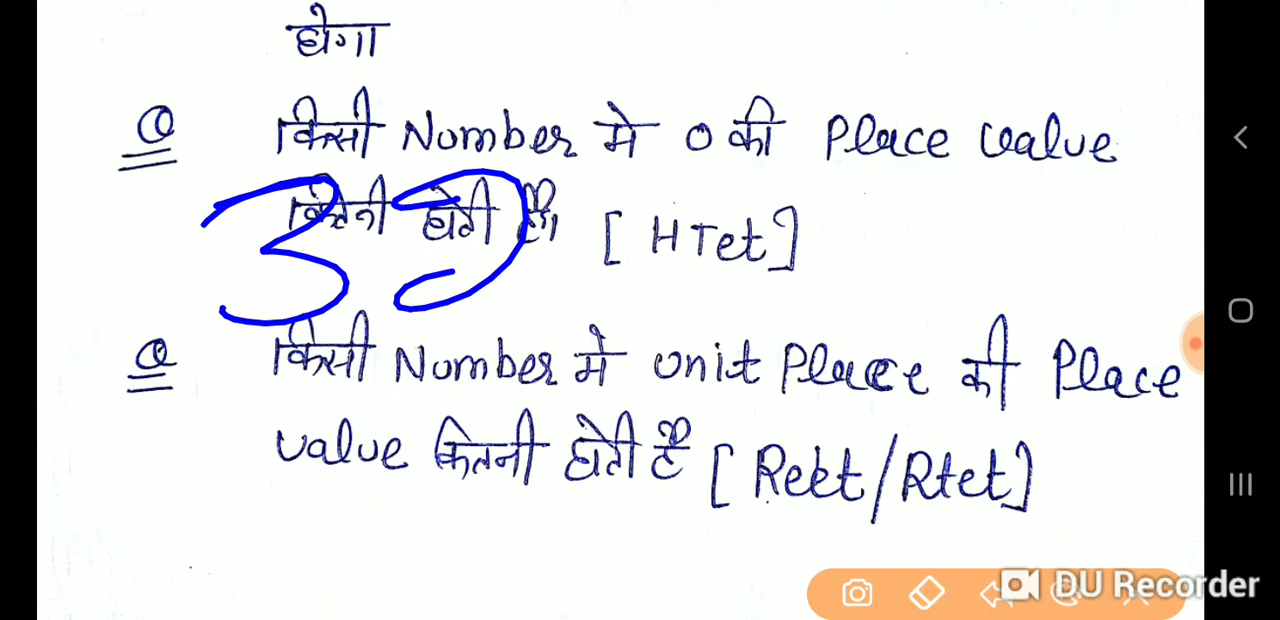 होगा
Q किसी Number मे 0 की Place value
कितनी होती है। [HTet]
Q किसी Number मे unit Place की Place
value कितनी होती है [Reet/Rtet]
DU Recorder